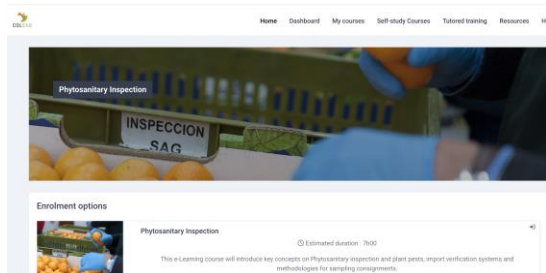 Home Dashboard My courses Self-study Courses Tutored training Resources H
Phytosanitary Inspection
INSPECCION
SAG
Enrolment options
Phytosanitary Inspection
Estimated duration : 7h00
This e-Learning course will introduce key concepts on Phytosanitary inspection and plant pests, import verification systems and
methodologies for sampling consignments.